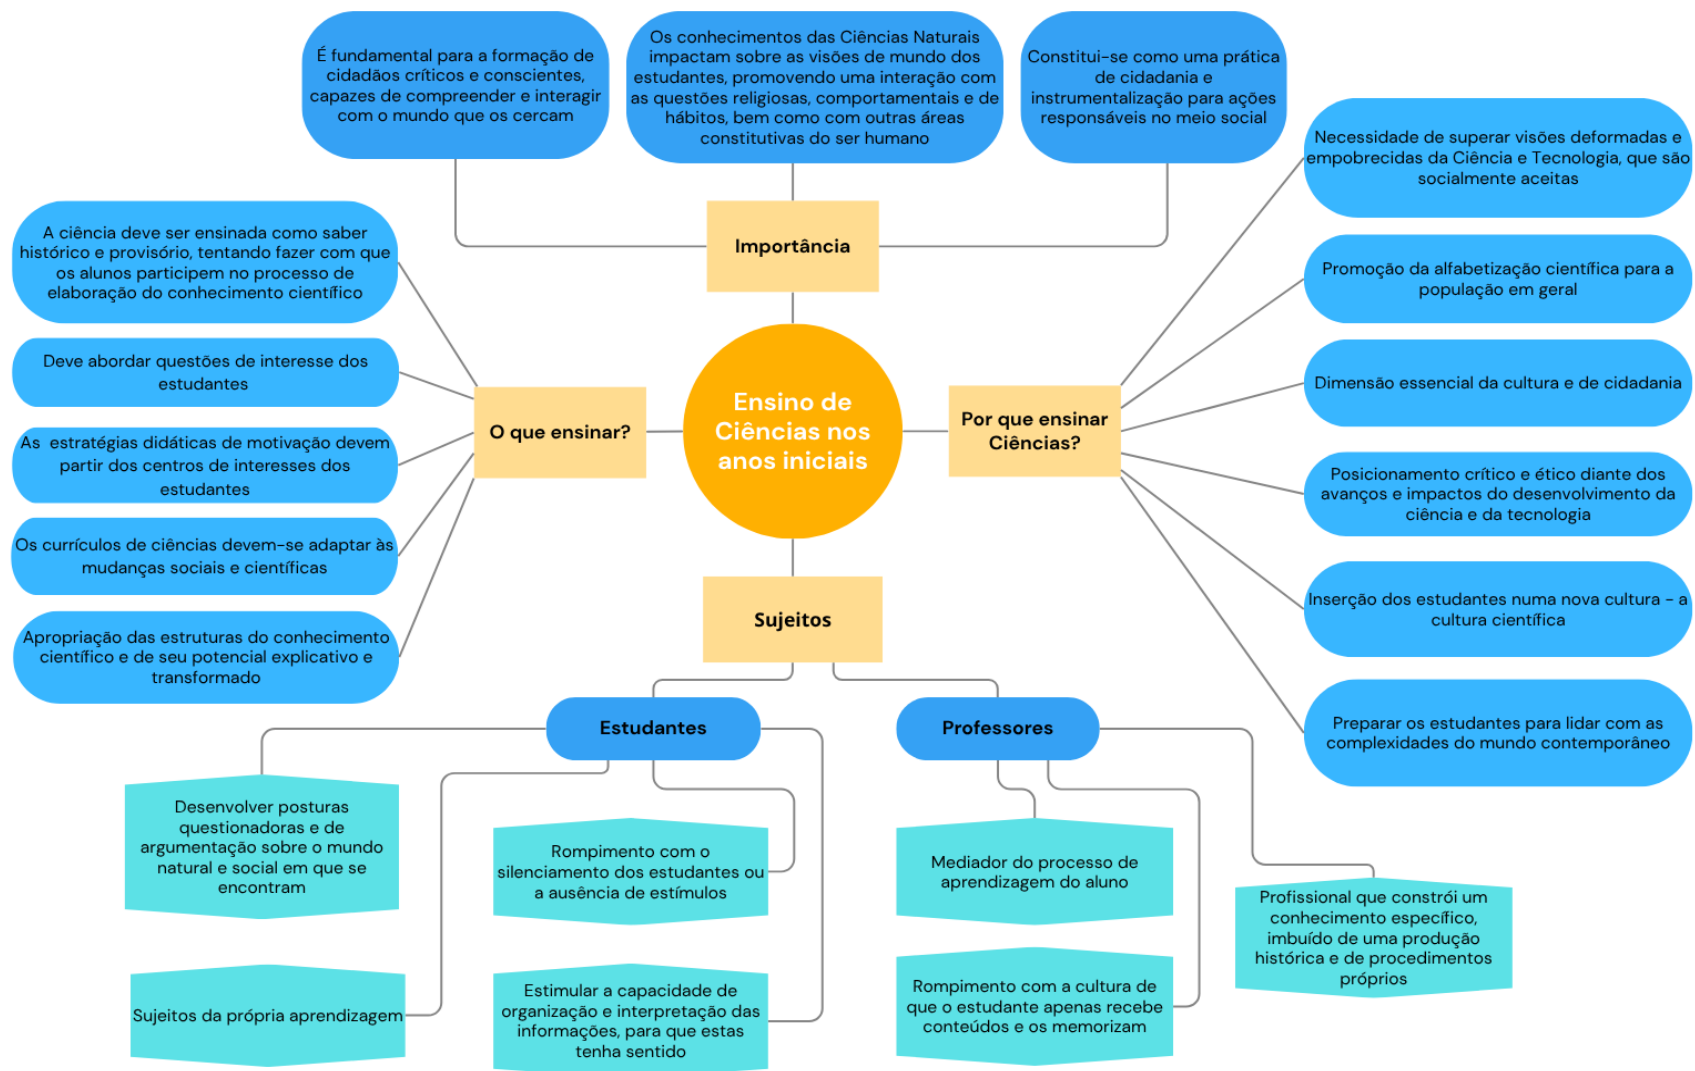 É fundamental para a formação de
cidadãos críticos e conscientes,
capazes de compreender e interagir
com o mundo que os cercam
Os conhecimentos das Ciências Naturais
impactam sobre as visões de mundo dos
estudantes, promovendo uma interação com
as questões religiosas, comportamentais e de
hábitos, bem como com outras áreas
constitutivas do ser humano
Constitui-se como uma prática
de cidadania e
instrumentalização para ações
responsáveis no meio social
Importância
A ciência deve ser ensinada como saber
histórico e provisório, tentando fazer com que
os alunos participem no processo de
elaboração do conhecimento científico
Deve abordar questões de interesse dos
estudantes
As estratégias didáticas de motivação devem
partir dos centros de interesses dos
estudantes
Os currículos de ciências devem-se adaptar às
mudanças sociais e científicas
Apropriação das estruturas do conhecimento
científico e de seu potencial explicativo e
transformado
O que ensinar?
Ensino de
Ciências nos
anos iniciais
Por que ensinar
Ciências?
Necessidade de superar visões deformadas e
empobrecidas da Ciência e Tecnologia, que são
socialmente aceitas
Promoção da alfabetização científica para a
população em geral
Dimensão essencial da cultura e de cidadania
Posicionamento crítico e ético diante dos
avanços e impactos do desenvolvimento da
ciência e da tecnologia
Inserção dos estudantes numa nova cultura - a
cultura científica
Preparar os estudantes para lidar com as
complexidades do mundo contemporâneo
Sujeitos
Estudantes
Professores
Desenvolver posturas
questionadoras e de
argumentação sobre o mundo
natural e social em que se
encontram
Rompimento com o
silenciamento dos estudantes ou
a ausência de estímulos
Sujeitos da própria aprendizagem
Estimular a capacidade de
organização e interpretação das
informações, para que estas
tenha sentido
Mediador do processo de
aprendizagem do aluno
Rompimento com a cultura de
que o estudante apenas recebe
conteúdos e os memorizam
Profissional que constrói um
conhecimento específico,
imbuído de uma produção
histórica e de procedimentos
próprios